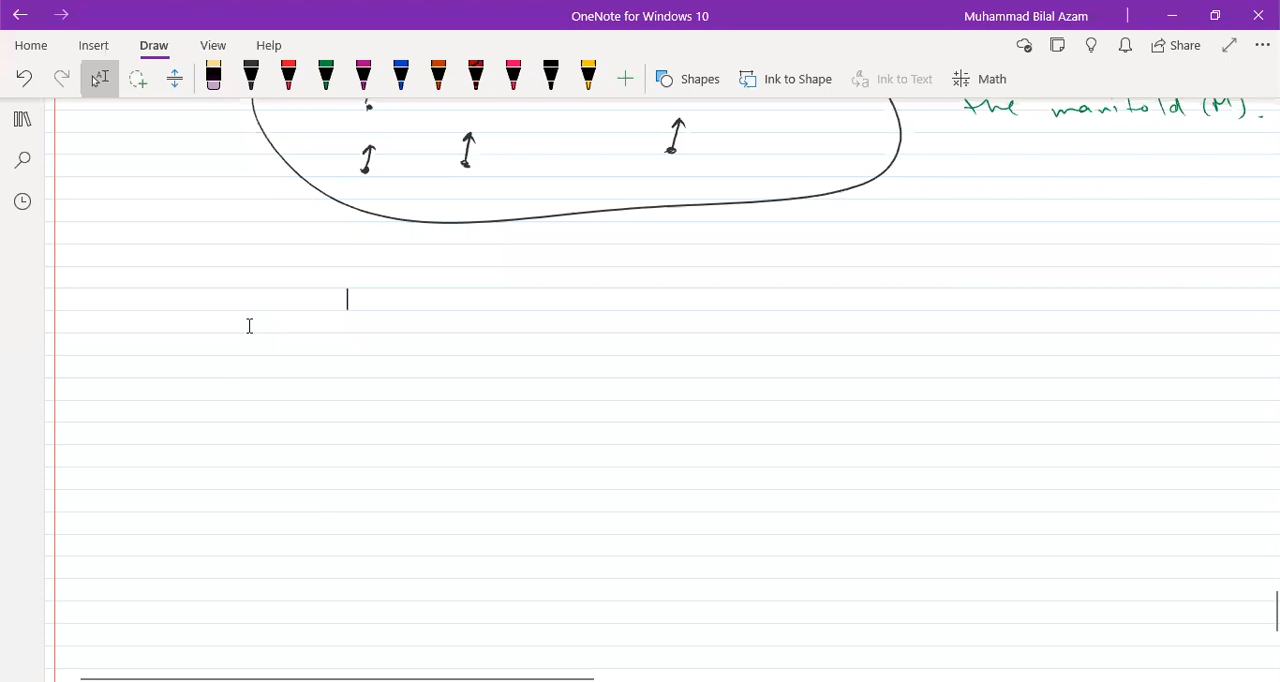 OneNote for Windows 10
Muhammad Bilal Azam
Home Insert Draw View Help
Share
Shapes Ink to Shape Ink to Text Math
the manifold (M).